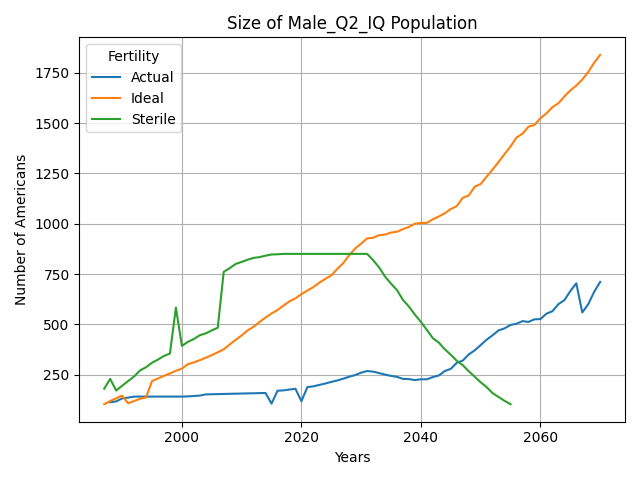 Size of Male_Q2_IQ Population
Fertility
Actual
Ideal
Sterile
Number of Americans
1750
1500
1250
1000
750
500
250
2000
2020
2040
2060
Years